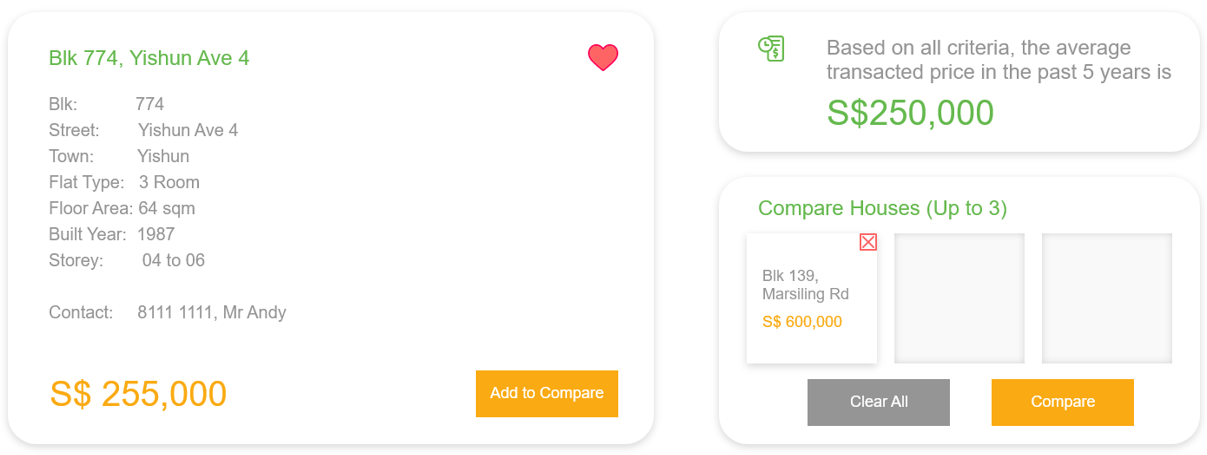 Blk 774, Yishun Ave 4
Blk: 774
Street: Yishun Ave 4
Town: Yishun
Flat Type: 3 Room
Floor Area: 64 sqm
Built Year: 1987
Storey: 04 to 06
Contact: 8111 1111, Mr Andy
S$ 255,000
Add to Compare
Based on all criteria, the average
transacted price in the past 5 years is
S$250,000
Compare Houses (Up to 3)
Blk 139,
Marsiling Rd
S$ 600,000
Clear All
Compare